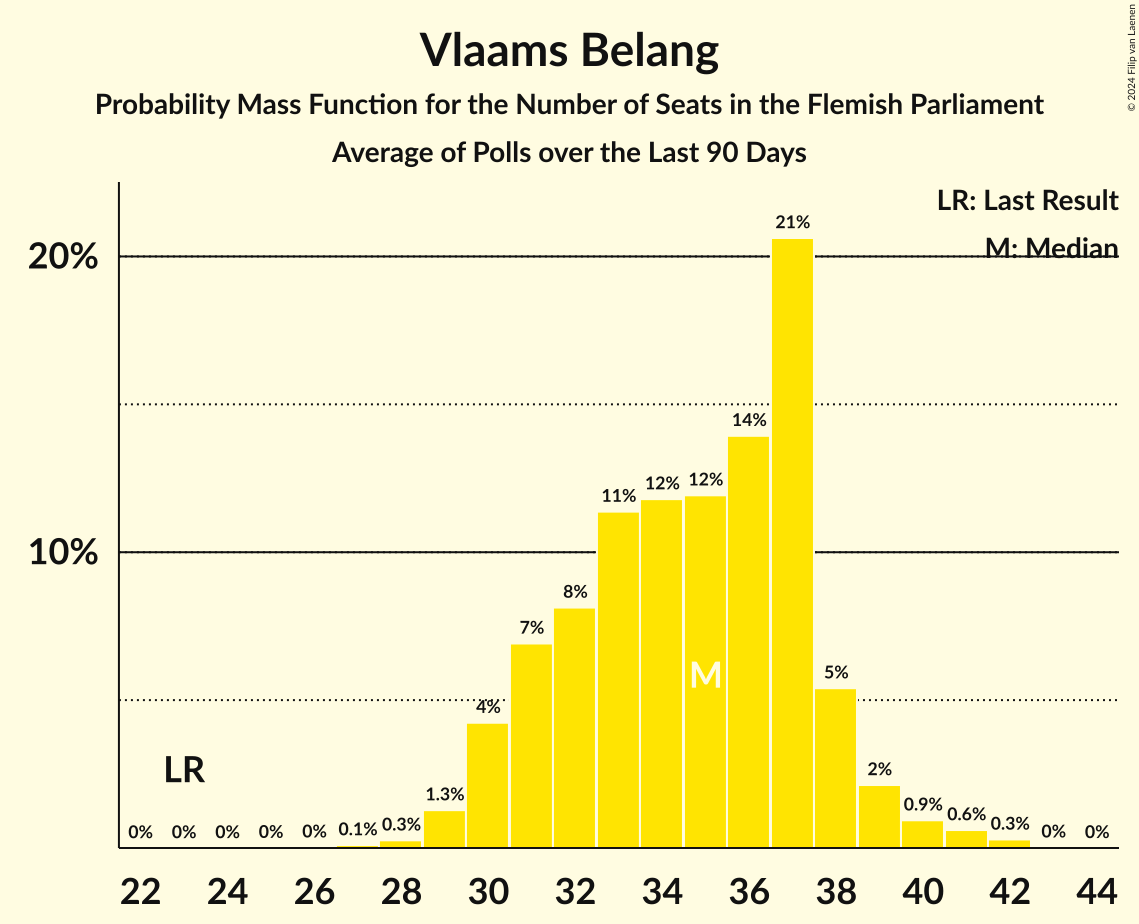 Vlaams Belang
Probability Mass Function for the Number of Seats in the Flemish Parliament
Average of Polls over the Last 90 Days
© 2024 Filip van Laenen
LR: Last Result
M: Median
20%
10%
0% 0% 0% 0% 0% 0.1% 0.3% 1.3% 4% 7% 8% 11% 12% 12% 14% 21% 5% 2% 0.9% 0.6% 0.3% 0% 0%
LR
M
22 24 26 28 30 32 34 36 38 40 42 44